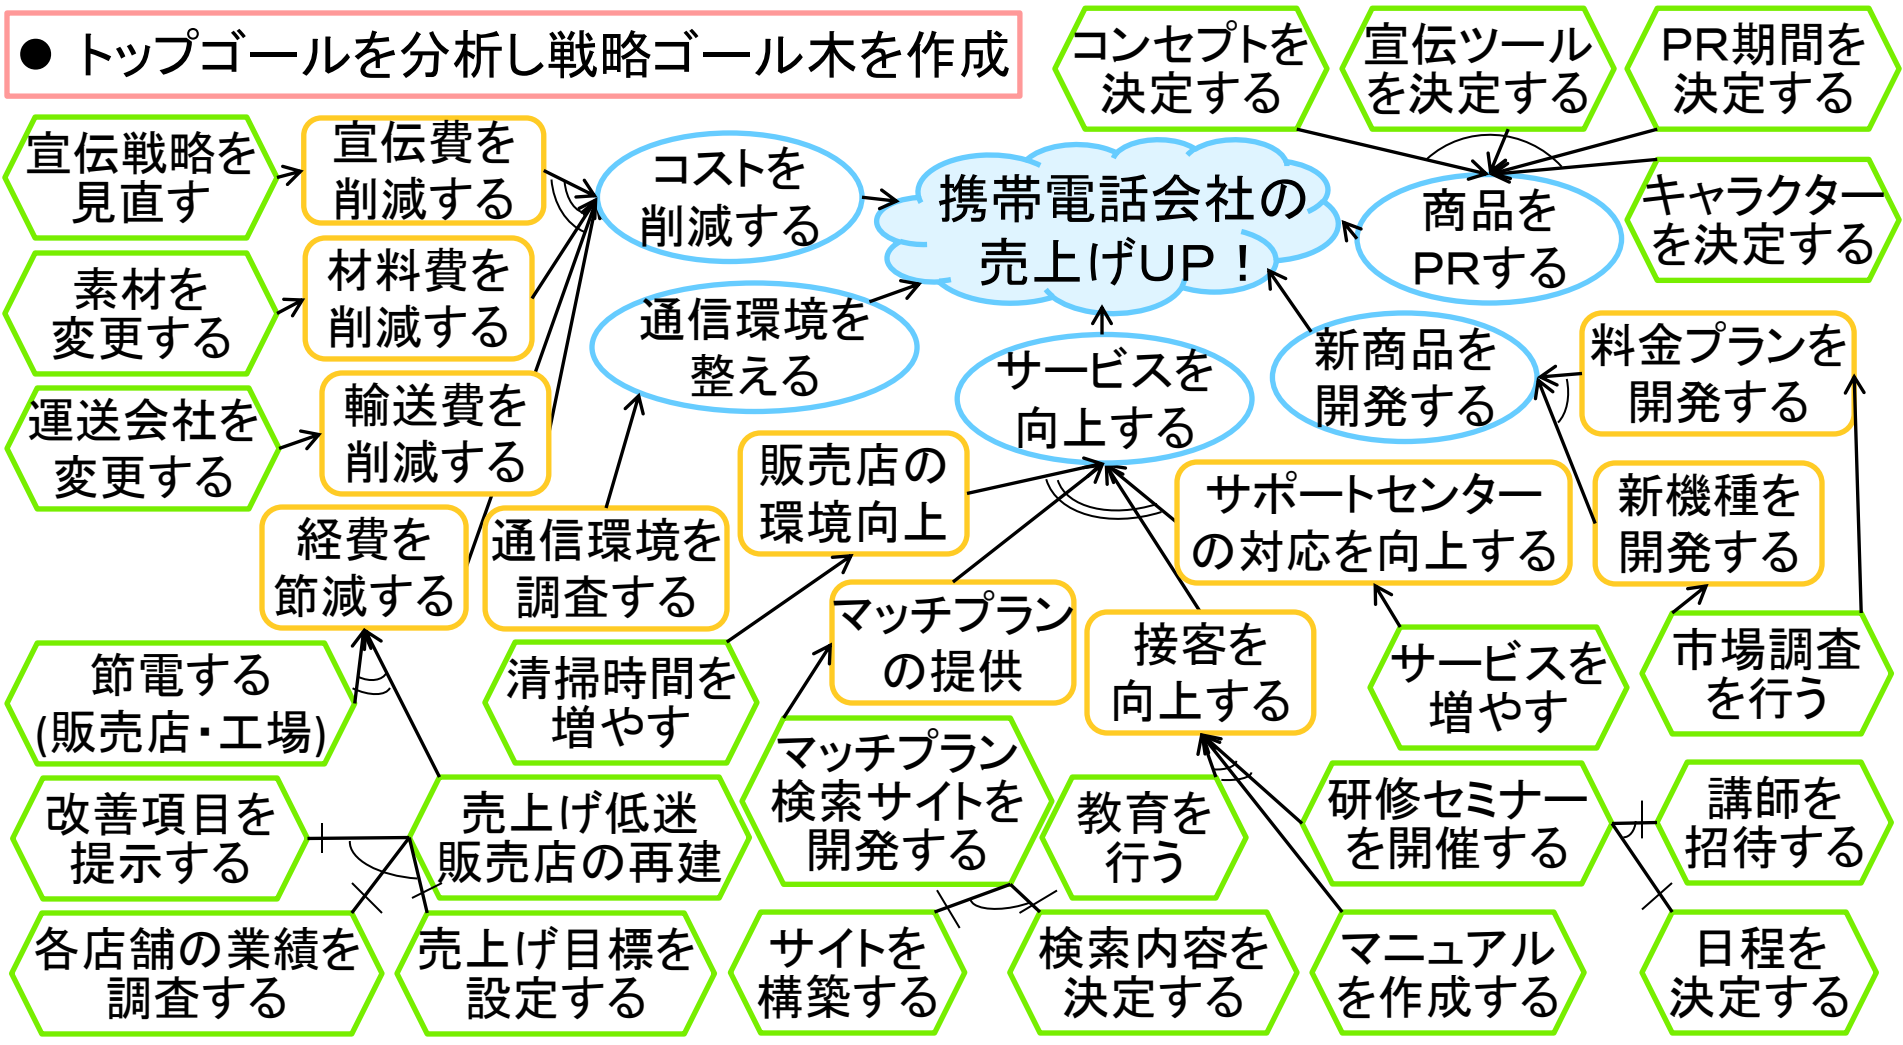 ● トップゴールを分析し戦略ゴール木を作成
コンセプトを
決定する
宣伝ツール
を決定する
PR期間を
決定する
宣伝戦略を
見直す
宣伝費を
削減する
コストを
削減する
携帯電話会社の
売上げUP！
商品を
PRする
キャラクター
を決定する
素材を
変更する
材料費を
削減する
通信環境を
整える
サービスを
向上する
新商品を
開発する
料金プランを
開発する
運送会社を
変更する
輸送費を
削減する
販売店の
環境向上
サポートセンター
の対応を向上する
新機種を
開発する
経費を
節減する
通信環境を
調査する
マッチプラン
の提供
接客を
向上する
サービスを
増やす
市場調査
を行う
節電する
(販売店・工場)
清掃時間を
増やす
マッチプラン
検索サイトを
開発する
教育を
行う
研修セミナー
を開催する
講師を
招待する
改善項目を
提示する
売上げ低迷
販売店の再建
各店舗の業績を
調査する
売上げ目標を
設定する
サイトを
構築する
検索内容を
決定する
マニュアル
を作成する
日程を
決定する